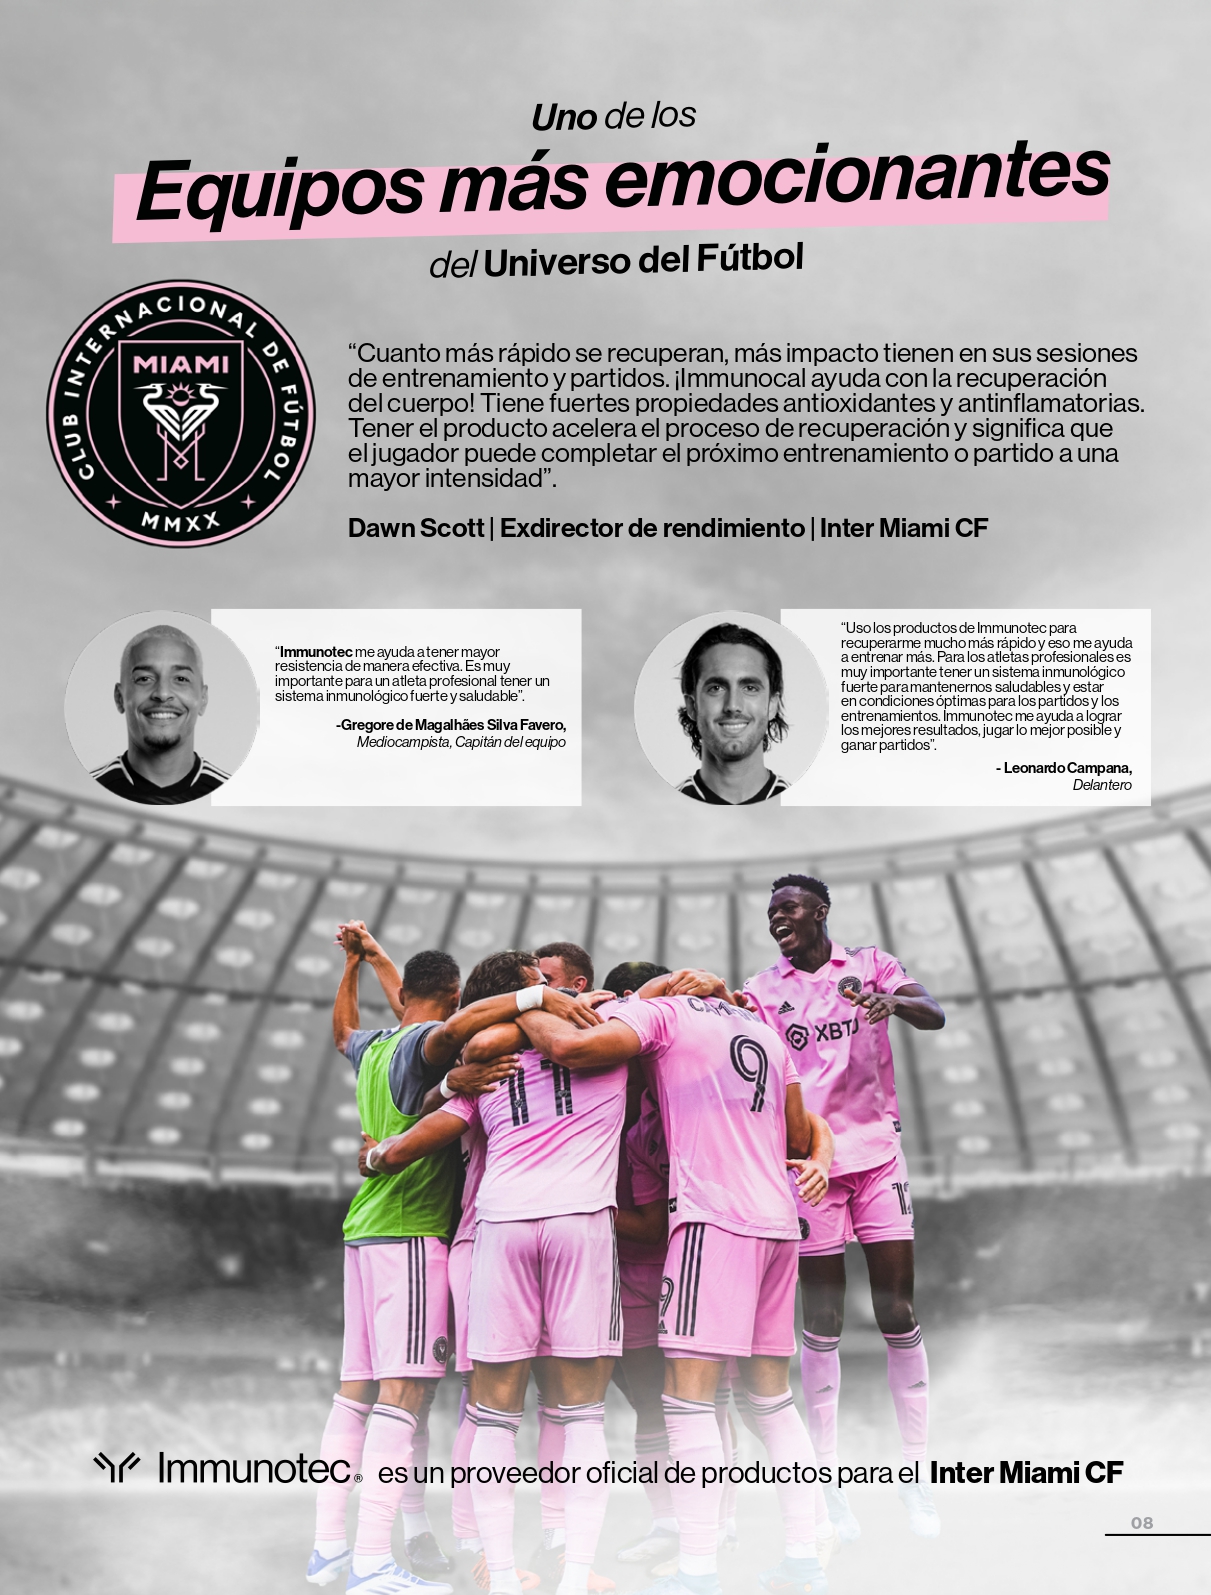 Uno de los
Equipos más emocionantes
del Universo del Fútbol
CLUB INTERNACIONAL DE FÚTBOL
MIAMI
MMXX
“Cuanto más rápido se recuperan, más impacto tienen en sus sesiones
de entrenamiento y partidos. ¡Immunocal ayuda con la recuperación
del cuerpo! Tiene fuertes propiedades antioxidantes y antinflamatorias.
Tener el producto acelera el proceso de recuperación y significa que
el jugador puede completar el próximo entrenamiento o partido a una
mayor intensidad”.
Dawn Scott | Exdirector de rendimiento | Inter Miami CF
“Immunotec me ayuda a tener mayor
resistencia de manera efectiva. Es muy
importante para un atleta profesional tener un
sistema inmunológico fuerte y saludable”.
-Gregore de Magalhães Silva Favero,
Mediocampista, Capitán del equipo
“Uso los productos de Immunotec para
recuperarme mucho más rápido y eso me ayuda
a entrenar más. Para los atletas profesionales es
muy importante tener un sistema inmunológico
fuerte para mantenernos saludables y estar
en condiciones óptimas para los partidos y los
entrenamientos. Immunotec me ayuda a lograr
los mejores resultados, jugar lo mejor posible y
ganar partidos”.
- Leonardo Campana,
Delantero
XBTO
11
9
9
Immunotec® es un proveedor oficial de productos para el Inter Miami CF
08